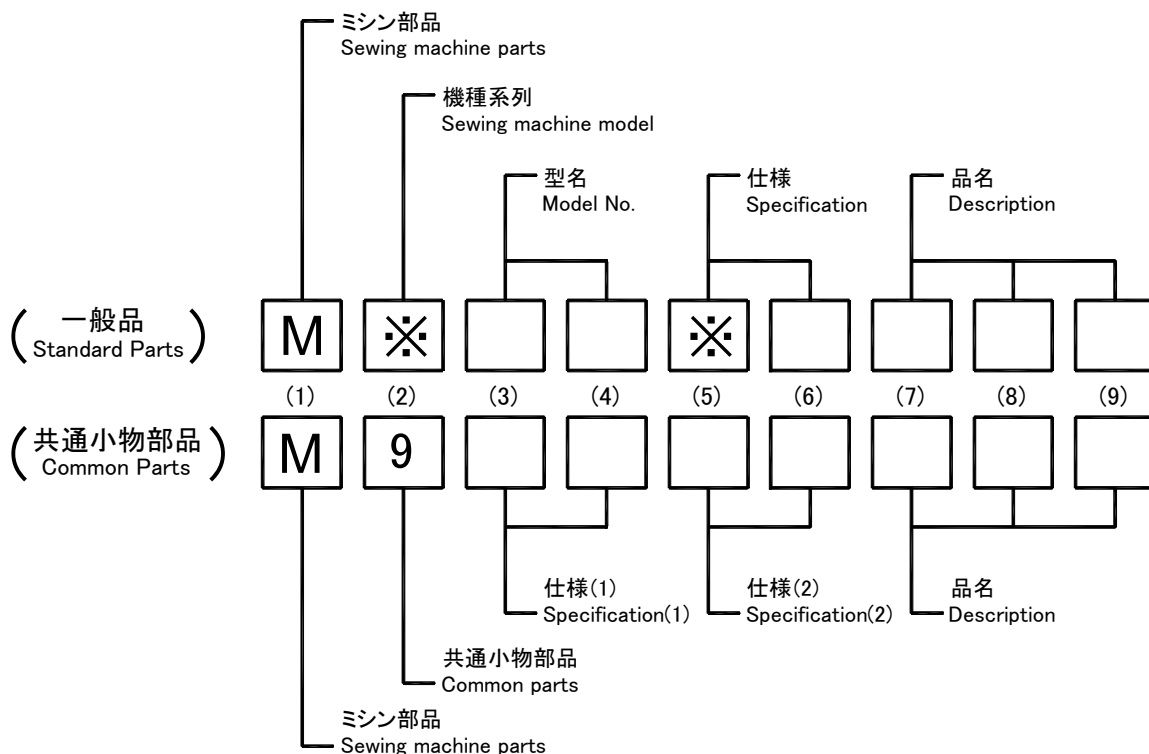 ミシン部品
Sewing machine parts
機種系列
Sewing machine model
型名
Model No.
仕様
Specification
品名
Description
(一般品
Standard Parts)
M ※ ※
(1) (2) (3) (4) (5) (6) (7) (8) (9)
(共通小物部品
Common Parts)
M 9
仕様(1)
Specification(1)
仕様(2)
Specification(2)
品名
Description
共通小物部品
Common parts
ミシン部品
Sewing machine parts